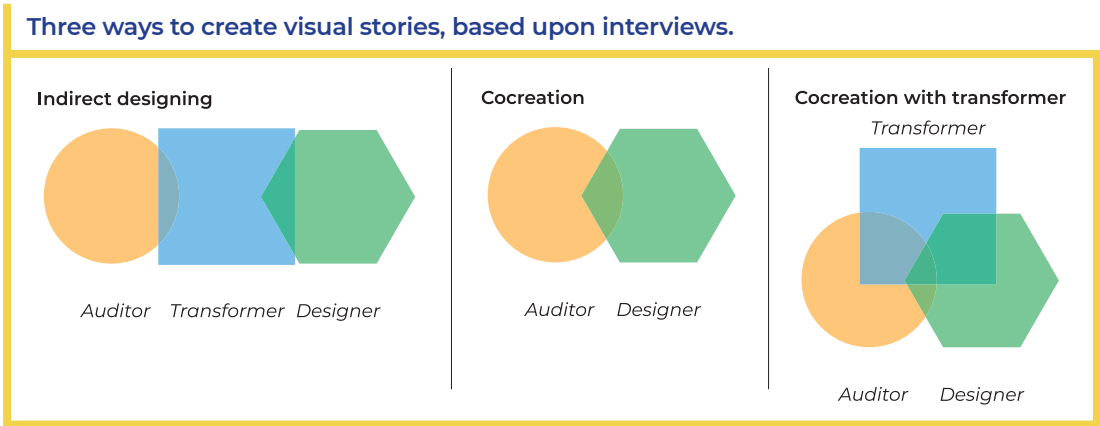 Three ways to create visual stories, based upon interviews.
Indirect designing
Auditor Transformer Designer
Cocreation
Auditor Designer
Cocreation with transformer
Transformer
Auditor Designer